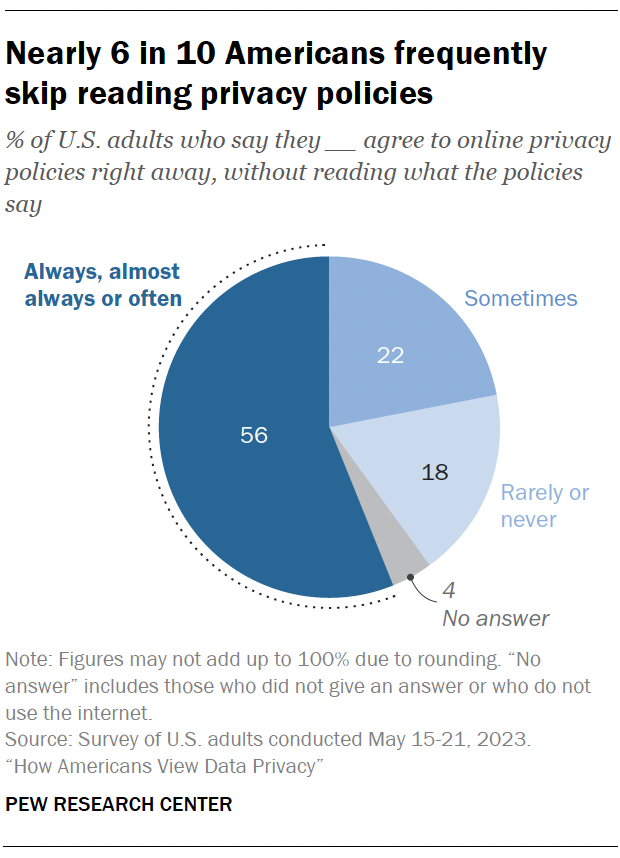 Nearly 6 in 10 Americans frequently
skip reading privacy policies
% of U.S. adults who say they __ agree to online privacy
policies right away, without reading what the policies
say
Always, almost
always or often
Sometimes
22
56
18
Rarely or
never
4
No answer
Note: Figures may not add up to 100% due to rounding. “No
answer” includes those who did not give an answer or who do not
use the internet.
Source: Survey of U.S. adults conducted May 15-21, 2023.
“How Americans View Data Privacy”
PEW RESEARCH CENTER